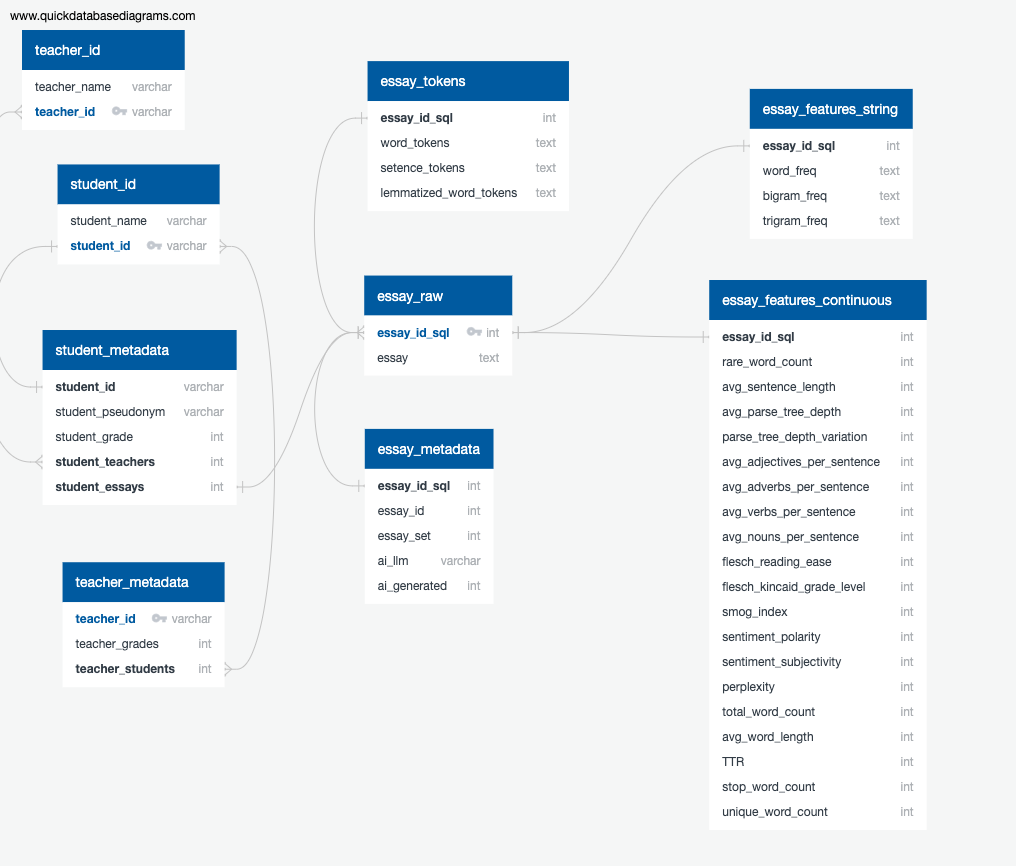 www.quickdatabasediagrams.com
teacher_id
teacher_name varchar
teacher_id varchar
student_id
student_name varchar
student_id varchar
student_metadata
student_id varchar
student_pseudonym varchar
student_grade int
student_teachers int
student_essays int
teacher_metadata
teacher_id varchar
teacher_grades int
teacher_students int
essay_tokens
essay_id_sql int
word_tokens text
setence_tokens text
lemmatized_word_tokens text
essay_raw
essay_id_sql int
essay text
essay_metadata
essay_id_sql int
essay_id int
essay_set int
ai_llm varchar
ai_generated int
essay_features_string
essay_id_sql int
word_freq text
bigram_freq text
trigram_freq text
essay_features_continuous
essay_id_sql int
rare_word_count int
avg_sentence_length int
avg_parse_tree_depth int
parse_tree_depth_variation int
avg_adjectives_per_sentence int
avg_adverbs_per_sentence int
avg_verbs_per_sentence int
avg_nouns_per_sentence int
flesch_reading_ease int
flesch_kincaid_grade_level int
smog_index int
sentiment_polarity int
sentiment_subjectivity int
perplexity int
total_word_count int
avg_word_length int
TTR int
stop_word_count int
unique_word_count int